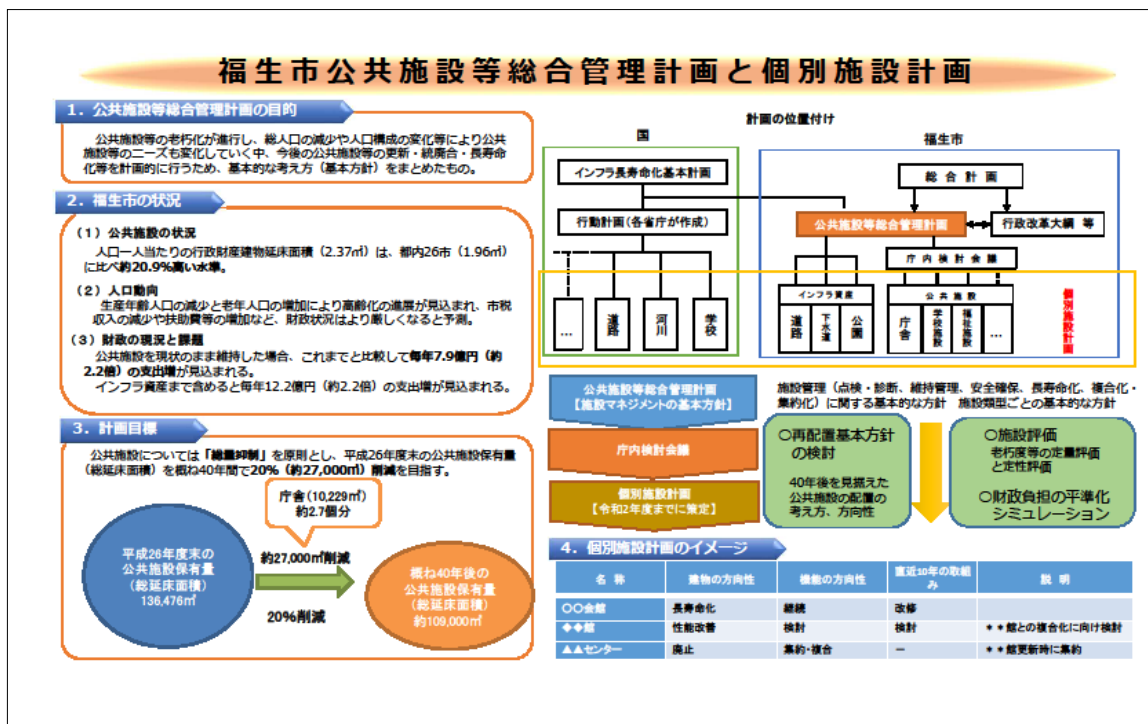 福生市公共施設等総合管理計画と個別施設計画
1．公共施設等総合管理計画の目的
公共施設等の老朽化が進行し、総人口の減少や人口構成の変化等により公共
施設等のニーズも変化していく中、今後の公共施設等の更新・統廃合・長寿命
化等を計画的に行うため、基本的な考え方（基本方針）をまとめたもの。
2．福生市の状況
（1）公共施設の状況
人口一人当たりの行政財産建物延床面積（2.37㎡）は、都内26市（1.96㎡）
に比べ約20.9%高い水準。
（2）人口動向
生産年齢人口の減少と老年人口の増加により高齢化の進展が見込まれ、市税
収入の減少や扶助費等の増加など、財政状況はより厳しくなると予測。
（3）財政の現況と課題
公共施設を現状のまま維持した場合、これまでと比較して毎年7.9億円（約
2.2倍）の支出増が見込まれる。
インフラ資産まで含めると毎年12.2億円（約2.2倍）の支出増が見込まれる。
3．計画目標
公共施設については「総量抑制」を原則とし、平成26年度末の公共施設保有量
（総延床面積）を概ね40年間で20%（約27,000㎡）削減を目指す。
庁舎（10,229㎡）
約2.7個分
平成26年度末の
公共施設保有量
（総延床面積）
136,476㎡
約27,000㎡削減
20%削減
概ね40年後の
公共施設保有量
（総延床面積）
約109,000㎡
計画の位置付け
国
福生市
インフラ長寿命化基本計画
行動計画（各省庁が作成）
…
道路
河川
学校
総合計画
公共施設等総合管理計画
行政改革大綱 等
庁内検討会議
インフラ資産
道路
下水道
公園
公共施設
庁舎
学校施設
福祉施設
…
個別施設計画
公共施設等総合管理計画
【施設マネジメントの基本方針】
庁内検討会議
個別施設計画
【令和2年度までに策定】
施設管理（点検・診断、維持管理、安全確保、長寿命化、複合化・
集約化）に関する基本的な方針 施設類型ごとの基本的な方針
○再配置基本方針
の検討
40年後を見据えた
公共施設の配置の
考え方、方向性
○施設評価
老朽度等の定量評価
と定性評価
○財政負担の平準化
シミュレーション
4．個別施設計画のイメージ
名 称 建物の方向性 機能の方向性 直近10年の取組み 説 明
○○会館 長寿命化 継続 改修
◆◆館 性能改善 検討 検討 ＊＊館との複合化に向け検討
▲▲センター 廃止 集約・複合 － ＊＊館更新時に集約